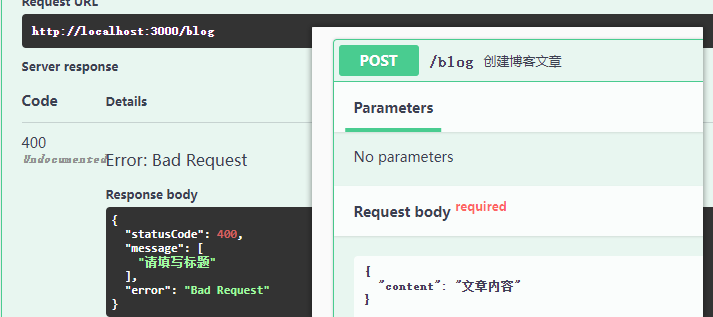 Request URL
http://localhost:3000/blog
Server response
Code Details
400
Undocumented
Error: Bad Request
Response body
{
"statusCode": 400,
"message": [
"请填写标题"
],
"error": "Bad Request"
}
POST /blog 创建博客文章
Parameters
No parameters
Request body required
{
"content": "文章内容"
}